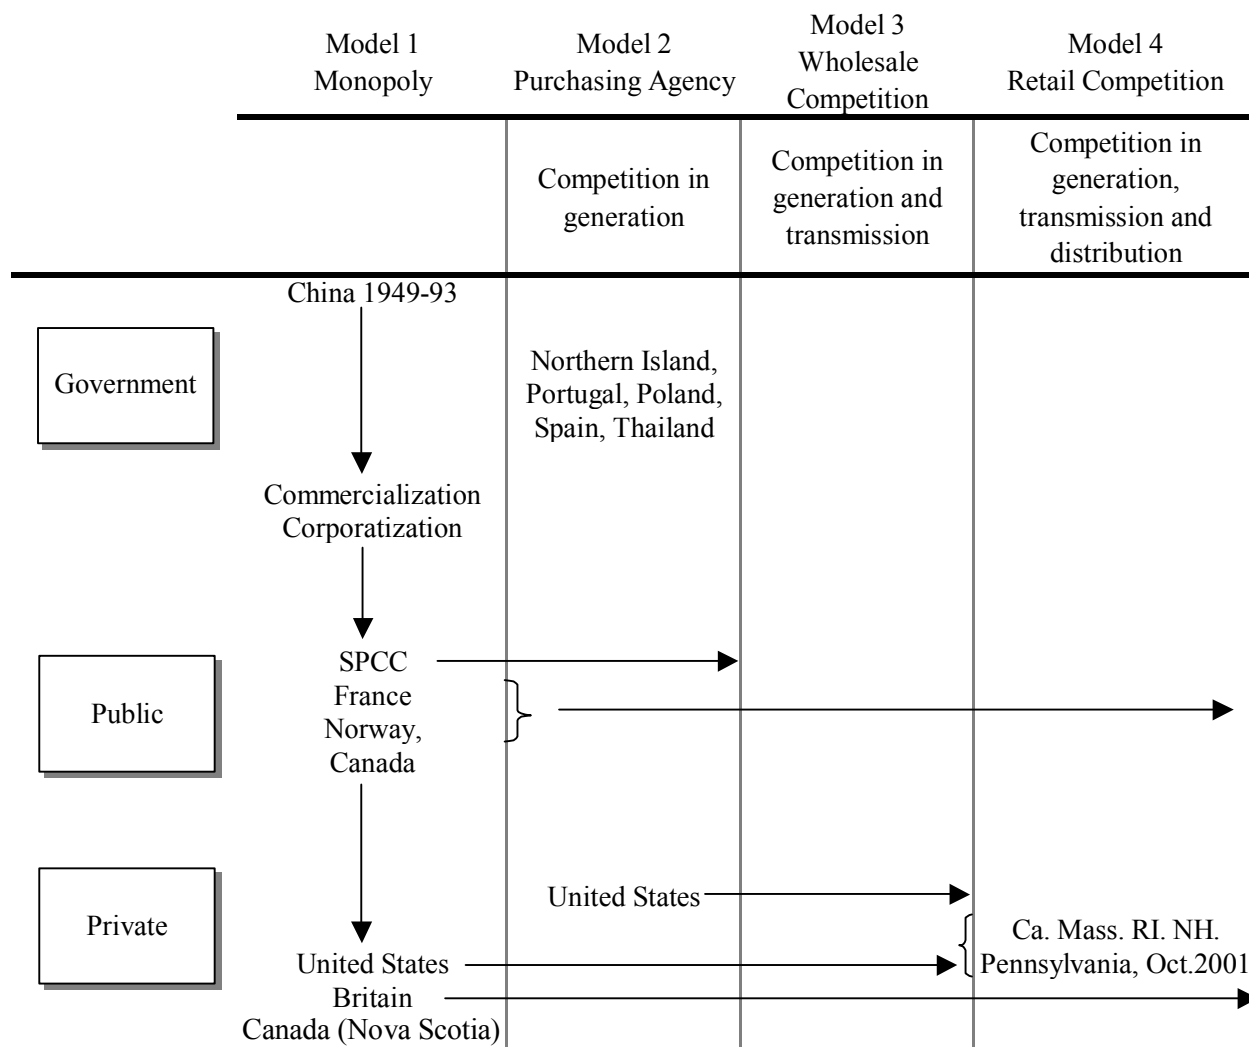 Model 1
Monopoly
Model 2
Purchasing Agency
Model 3
Wholesale
Competition
Model 4
Retail Competition
Competition in
generation
Competition in
generation and
transmission
Competition in
generation,
transmission and
distribution
China 1949-93
Government
Northern Island,
Portugal, Poland,
Spain, Thailand
Commercialization
Corporatization
Public
SPCC
France
Norway,
Canada
Private
United States
Ca. Mass. RI. NH.
Pennsylvania, Oct.2001
United States
Britain
Canada (Nova Scotia)